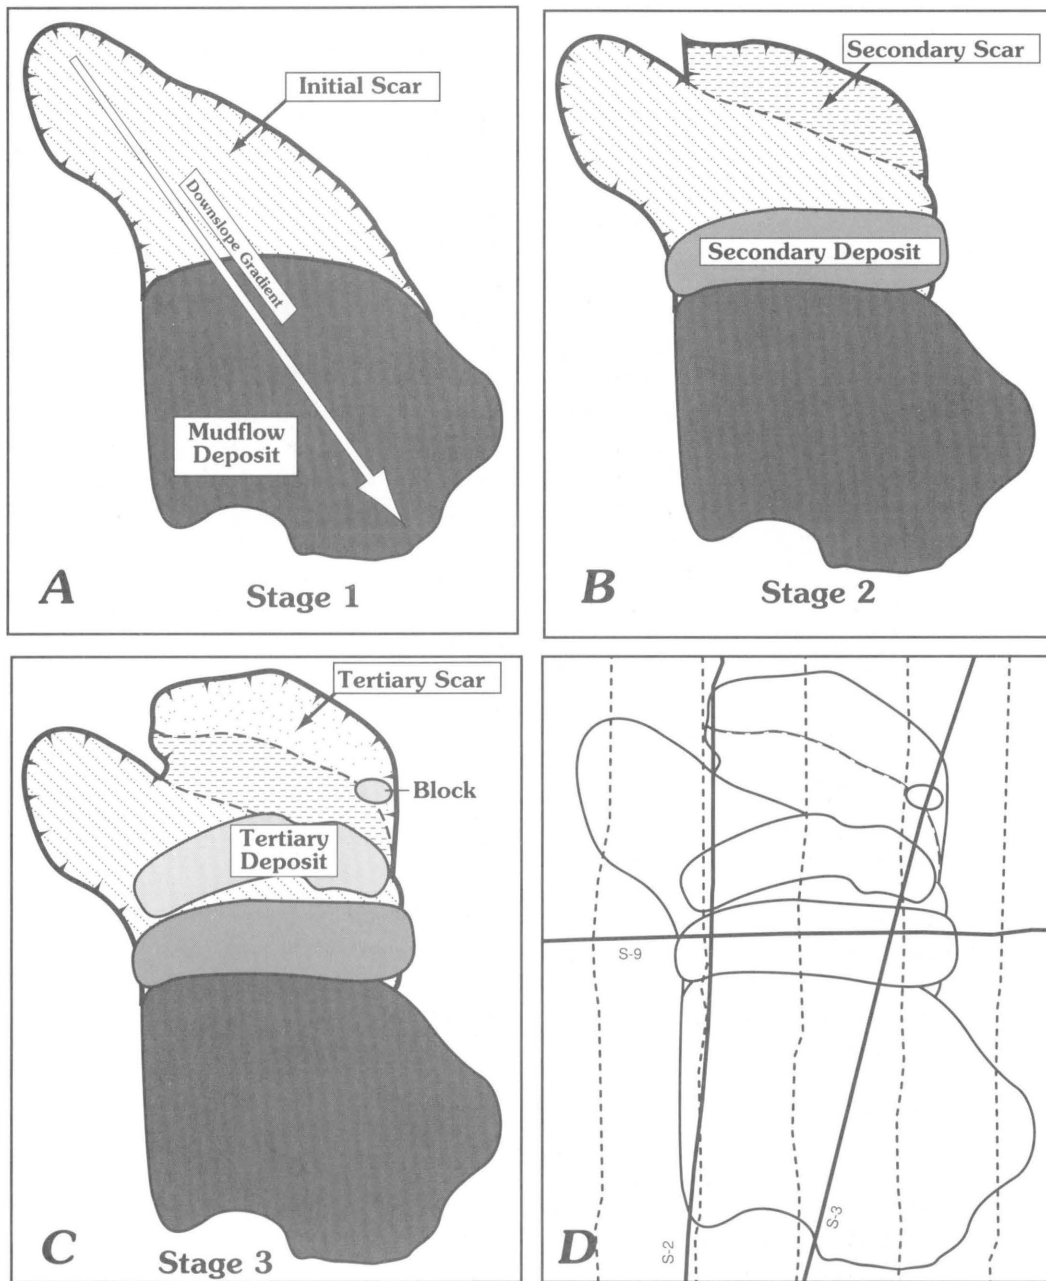 Initial Scar
Downslope Gradient
Mudflow
Deposit
A
Stage 1
Secondary Scar
Secondary Deposit
B
Stage 2
Tertiary Scar
Block
Tertiary
Deposit
C
Stage 3
S-9
S-3
S-2
D